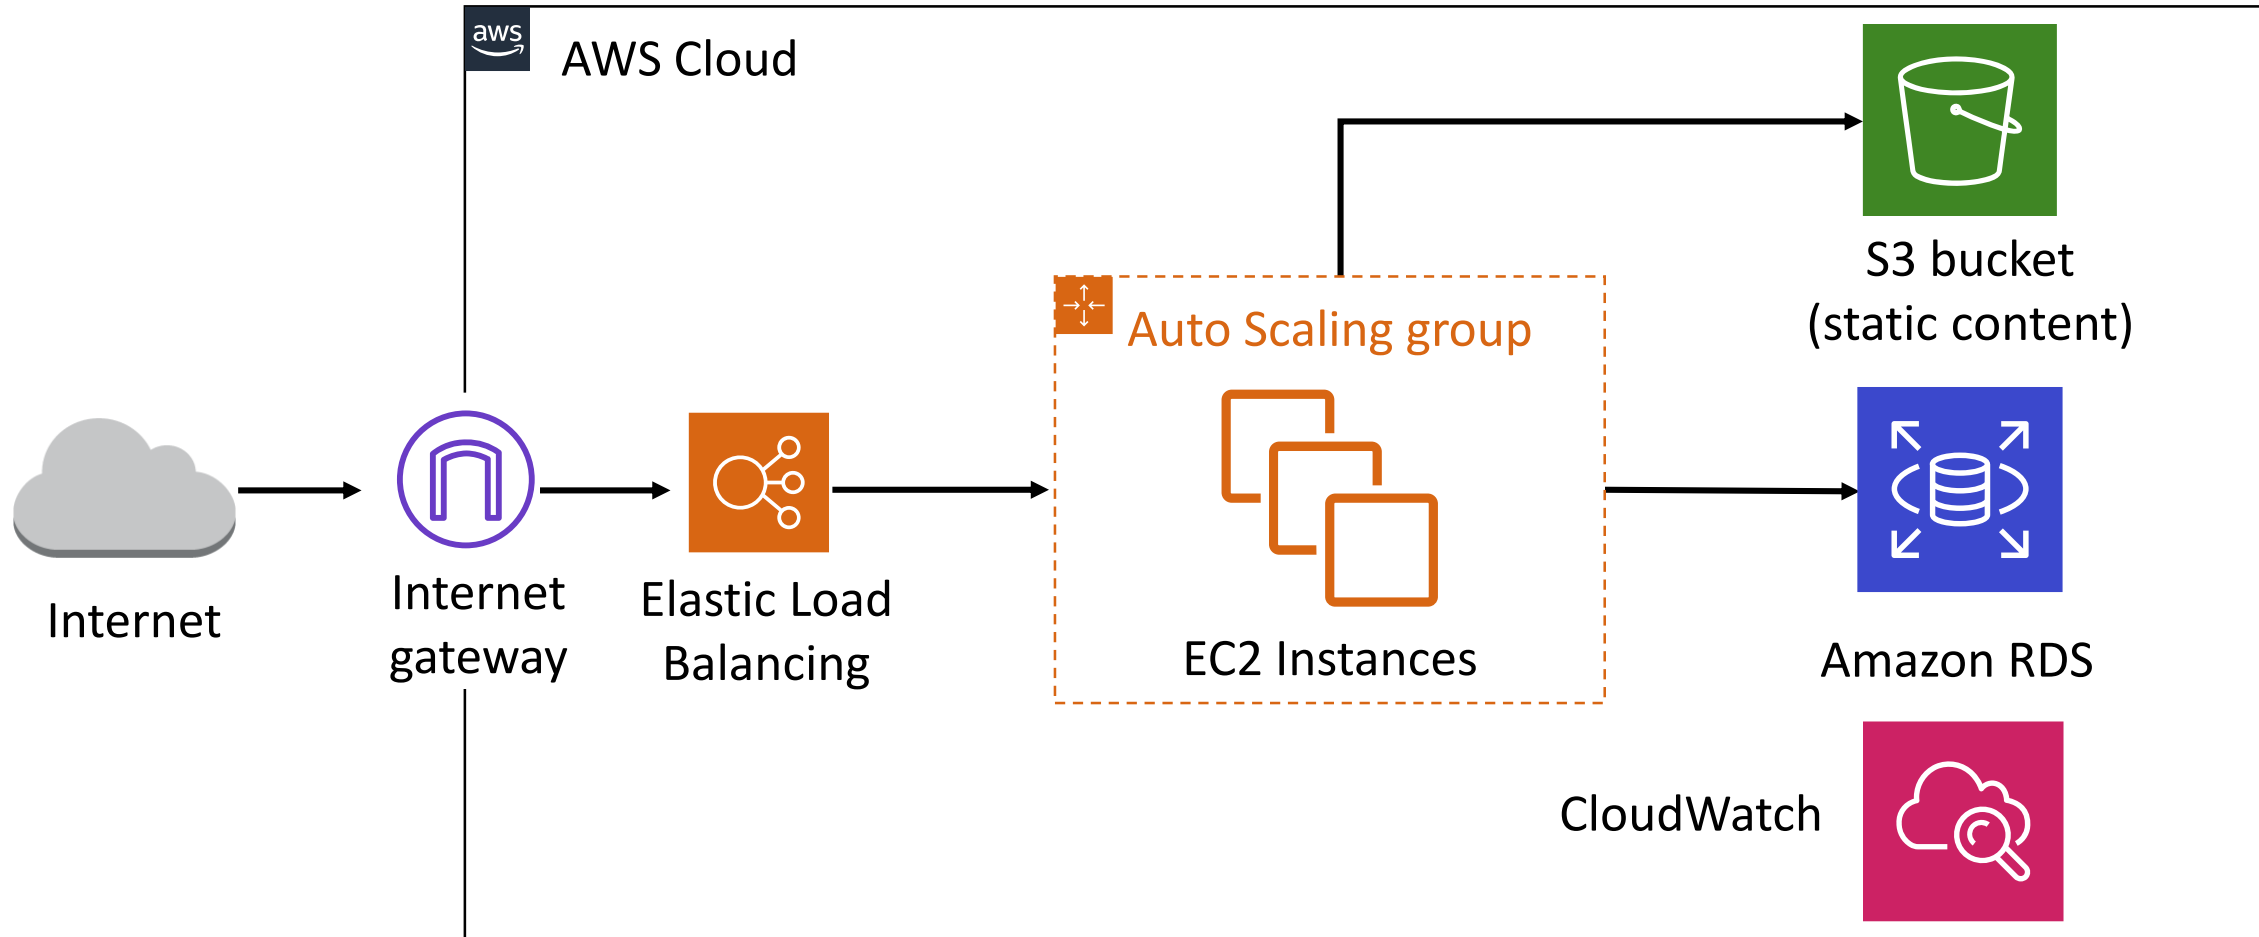 aws
AWS Cloud
S3 bucket
(static content)
Auto Scaling group
Internet
Internet
gateway
Elastic Load
Balancing
EC2 Instances
Amazon RDS
CloudWatch